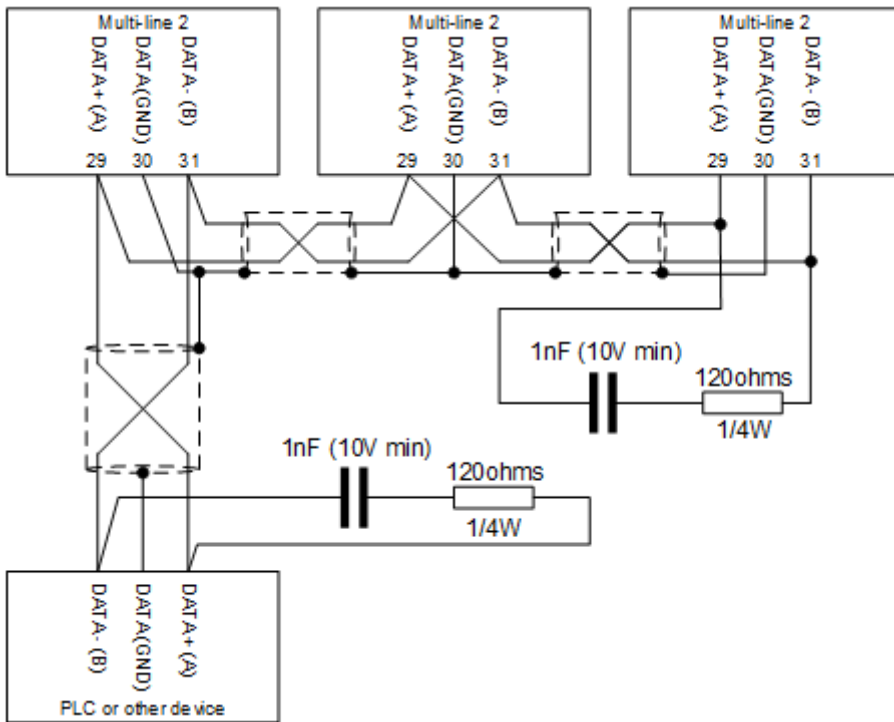 Multi-line 2
DATA+ (A)
DATA(GND)
DATA- (B)
29
30
31
Multi-line 2
DATA+ (A)
DATA(GND)
DATA- (B)
29
30
31
Multi-line 2
DATA+ (A)
DATA(GND)
DATA- (B)
29
30
31
1nF (10V min)
120ohms
1/4W
1nF (10V min)
120ohms
1/4W
DATA- (B)
DATA(GND)
DATA+ (A)
PLC or other device